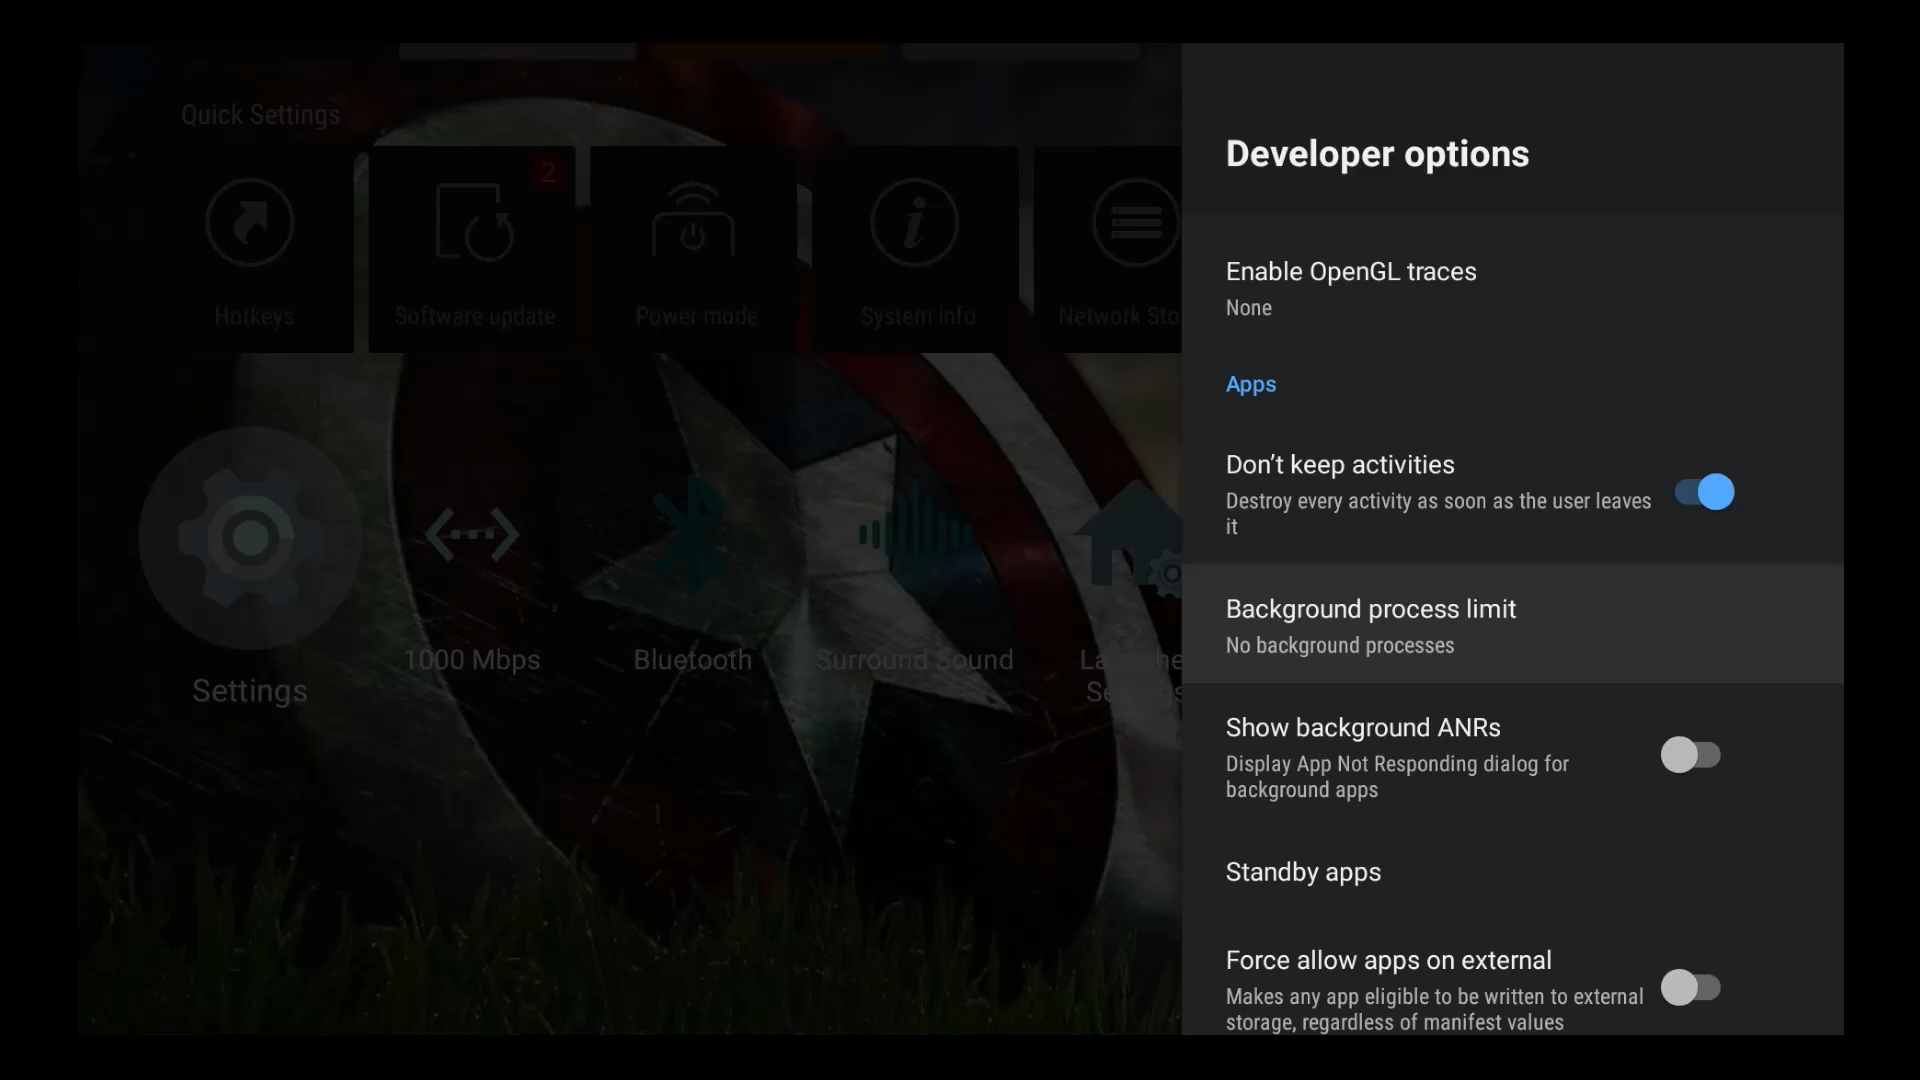 Quick Settings
2
Hotkeys
Software update
Power mode
System info
Network Sto
Settings
1000 Mbps
Bluetooth
Surround Sound
Developer options
Enable OpenGL traces
None
Apps
Don't keep activities
Destroy every activity as soon as the user leaves
it
Background process limit
No background processes
Show background ANRs
Display App Not Responding dialog for
background apps
Standby apps
Force allow apps on external
Makes any app eligible to be written to external
storage, regardless of manifest values